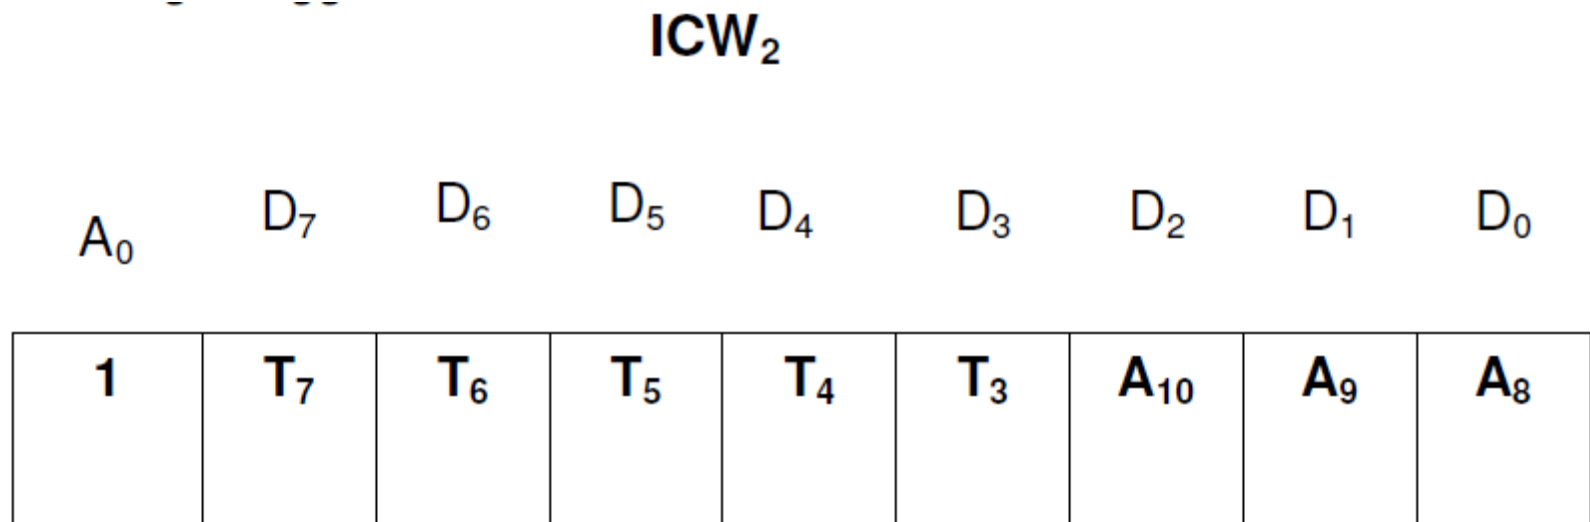 ICW₂
A₀ D₇ D₆ D₅ D₄ D₃ D₂ D₁ D₀
1 T₇ T₆ T₅ T₄ T₃ A₁₀ A₉ A₈